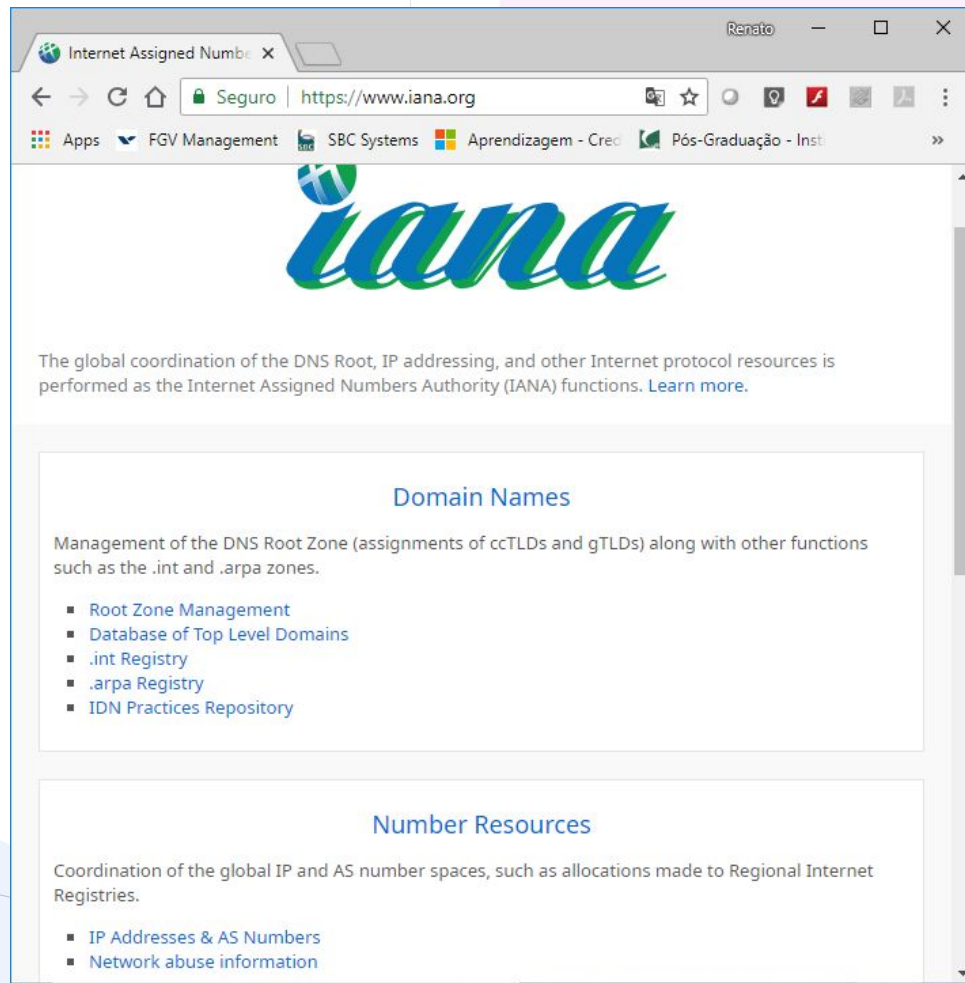 Renato
Internet Assigned Numbe
Seguro | https://www.iana.org
Apps FGV Management SBC Systems Aprendizagem - Cred Pós-Graduação - Inst »
iana
The global coordination of the DNS Root, IP addressing, and other Internet protocol resources is
performed as the Internet Assigned Numbers Authority (IANA) functions. Learn more.
Domain Names
Management of the DNS Root Zone (assignments of ccTLDs and gTLDs) along with other functions
such as the .int and .arpa zones.
▪ Root Zone Management
▪ Database of Top Level Domains
▪ .int Registry
▪ .arpa Registry
▪ IDN Practices Repository
Number Resources
Coordination of the global IP and AS number spaces, such as allocations made to Regional Internet
Registries.
▪ IP Addresses & AS Numbers
▪ Network abuse information